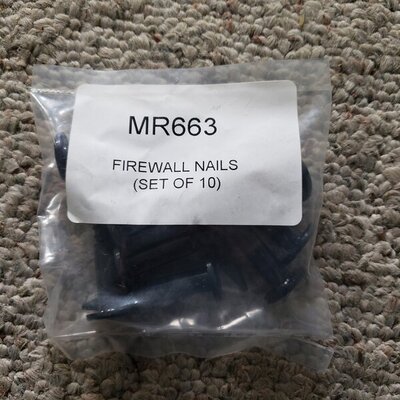 MR663
FIREWALL NAILS
(SET OF 10)